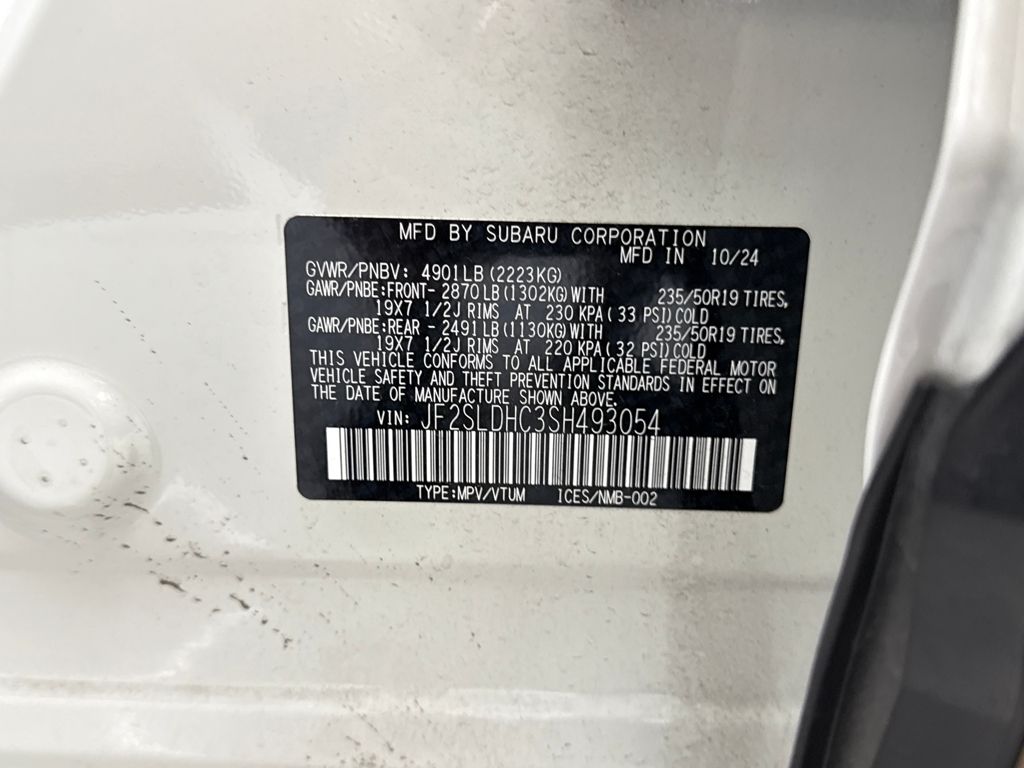 MFD BY SUBARU CORPORATION
MFD IN 10/24
GVWR/PNBV: 4901LB (2223KG)
GAWR/PNBE:FRONT- 2870 LB (1302KG) WITH 235/50R19 TIRES,
19X7 1/2J RIMS AT 230 KPA ( 33 PSI) COLD
GAWR/PNBE:REAR - 2491 LB (1130KG) WITH 235/50R19 TIRES,
19X7 1/2J RIMS AT 220 KPA ( 32 PSI) COLD
THIS VEHICLE CONFORMS TO ALL APPLICABLE FEDERAL MOTOR
VEHICLE SAFETY AND THEFT PREVENTION STANDARDS IN EFFECT ON
THE DATE OF MANUFACTURE SHOWN ABOVE.
VIN: JF2SLDHC3SH493054
TYPE:MPV/VTUM ICES/NMB-002